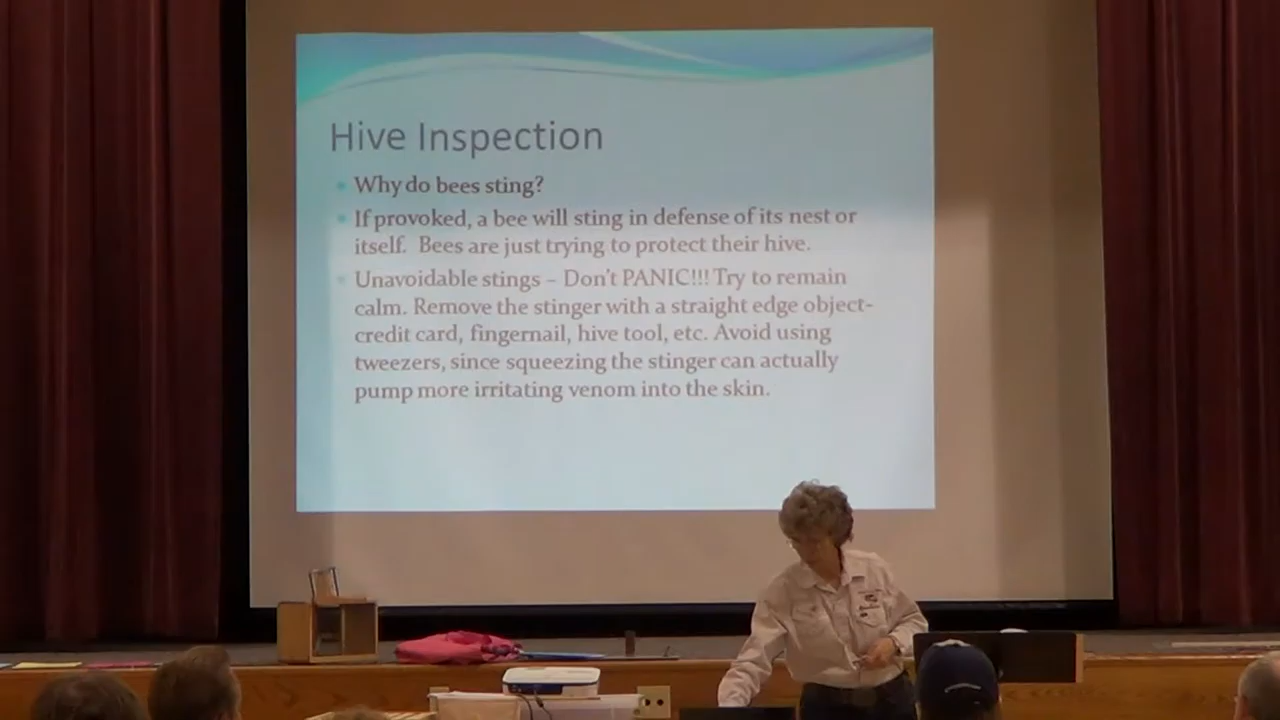 Hive Inspection
Why do bees sting?
If provoked, a bee will sting in defense of its nest or
itself. Bees are just trying to protect their hive.
Unavoidable stings – Don't PANIC!!! Try to remain
calm. Remove the stinger with a straight edge object-
credit card, fingernail, hive tool, etc. Avoid using
tweezers, since squeezing the stinger can actually
pump more irritating venom into the skin.